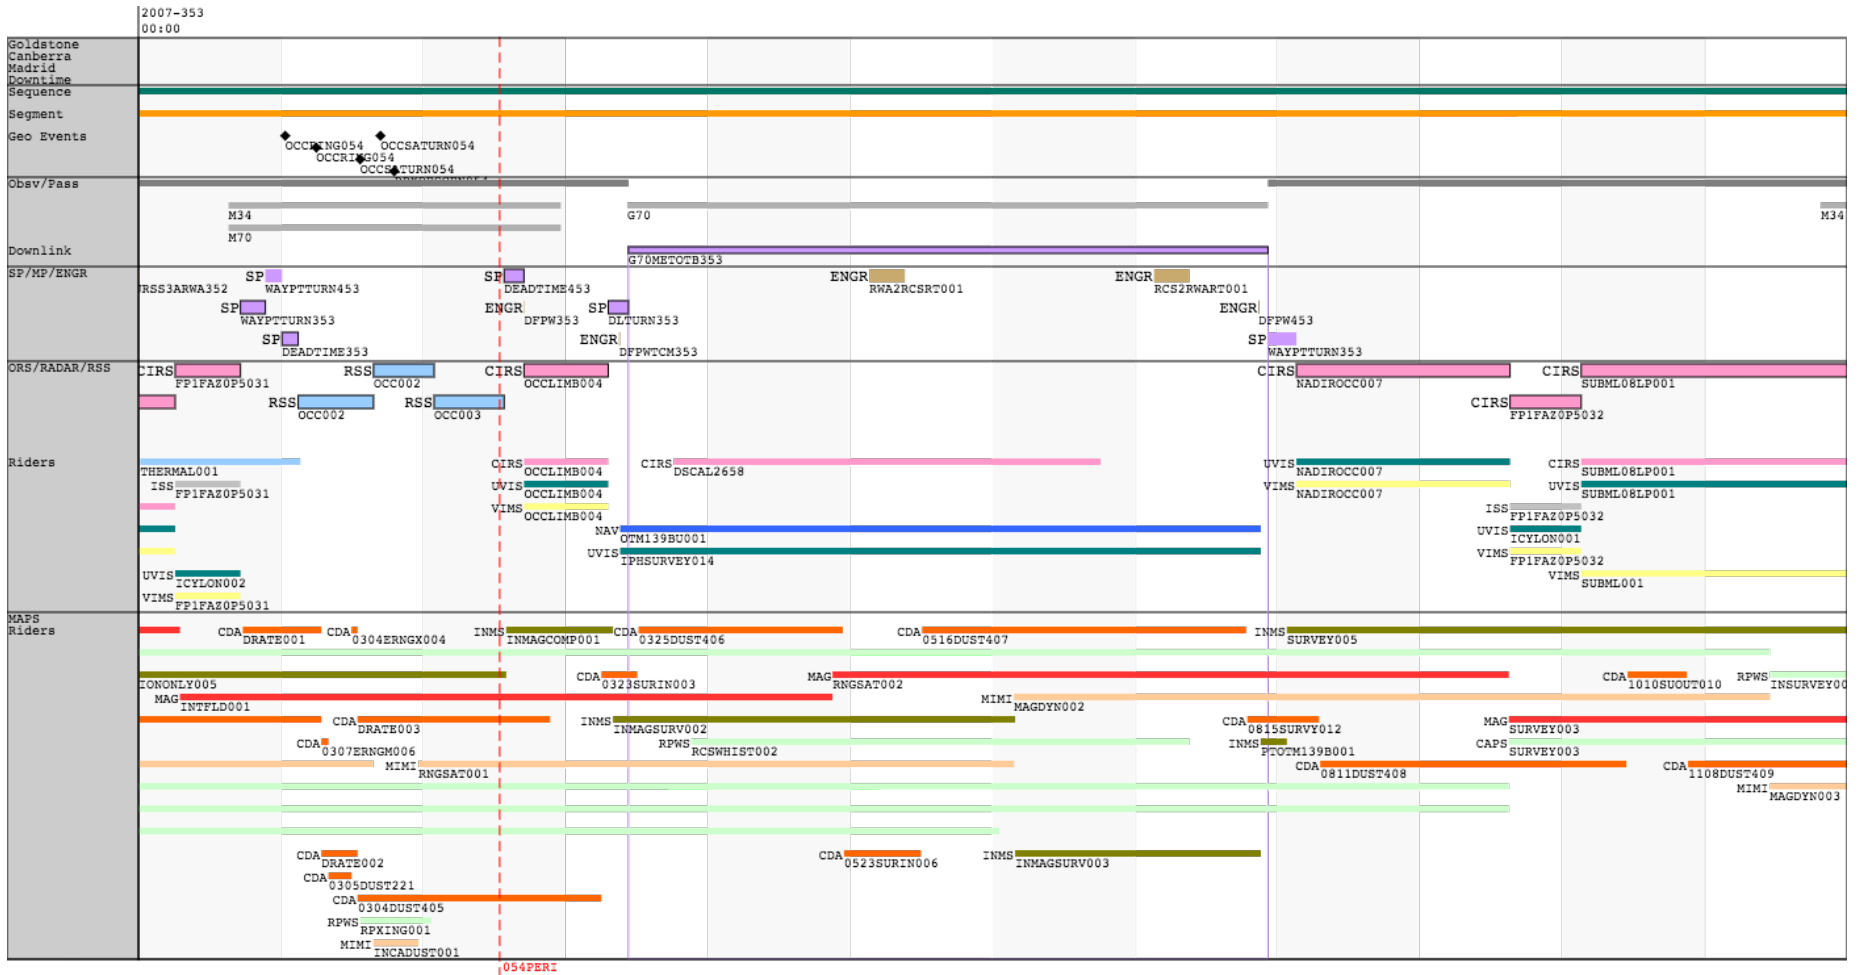 2007-353
00:00
Goldstone
Canberra
Madrid
Downtime
Sequence
Segment
Geo Events
OCCRING054 OCCSATURN054
OCCRING054
OCCSATURN054
Obsv/Pass
M34 G70 M34
M70
Downlink
G70METOTB353
SP/MP/ENGR SP SP ENGR ENGR
RSS3ARWA352 WAYPTTURN453 DEADTIME453 RWA2RCSRT001 RCS2RWART001
SP ENGR SP ENGR
WAYPTTURN353 DFPW353 DLTURN353 DFPW453
SP ENGR SP
DEADTIME353 DFPWTCM353 WAYPTTURN353
ORS/RADAR/RSS CIRS RSS CIRS CIRS CIRS
FP1FAZ0P5031 OCC002 OCCLIMB004 NADIROCC007 SUBML08LP001
RSS RSS CIRS
OCC002 OCC003 FP1FAZ0P5032
Riders CIRS CIRS UVIS CIRS
THERMAL001 OCCLIMB004 DSCAL2658 NADIROCC007 SUBML08LP001
ISS UVIS VIMS UVIS
FP1FAZ0P5031 OCCLIMB004 NADIROCC007 SUBML08LP001
VIMS ISS
OCCLIMB004 FP1FAZ0P5032
NAV UVIS
OTM139BU001 ICYLON001
UVIS VIMS
IPHSURVEY014 FP1FAZ0P5032
UVIS VIMS
ICYLON002 SUBML001
VIMS
FP1FAZ0P5031
MAPS
Riders CDA CDA INMS CDA CDA INMS
DRATE001 0304ERNGX004 INMAGCOMP001 0325DUST406 0516DUST407 SURVEY005
CDA MAG CDA RPWS
IONONLY005 0323SURIN003 RNGSAT002 1010SUOUT010 INSURVEY00
MAG MIMI
INTFLD001 MAGDYN002
CDA INMS CDA MAG
DRATE003 INMAGSURV002 0815SURVY012 SURVEY003
CDA RPWS INMS CAPS
0307ERNGM006 RCSWHIST002 PTOTM139B001 SURVEY003
MIMI CDA CDA
RNGSAT001 0811DUST408 1108DUST409
MIMI
MAGDYN003
CDA CDA INMS
DRATE002 0523SURIN006 INMAGSURV003
CDA
0305DUST221
CDA
0304DUST405
RPWS
RPXING001
MIMI
INCADUST001
054PERI